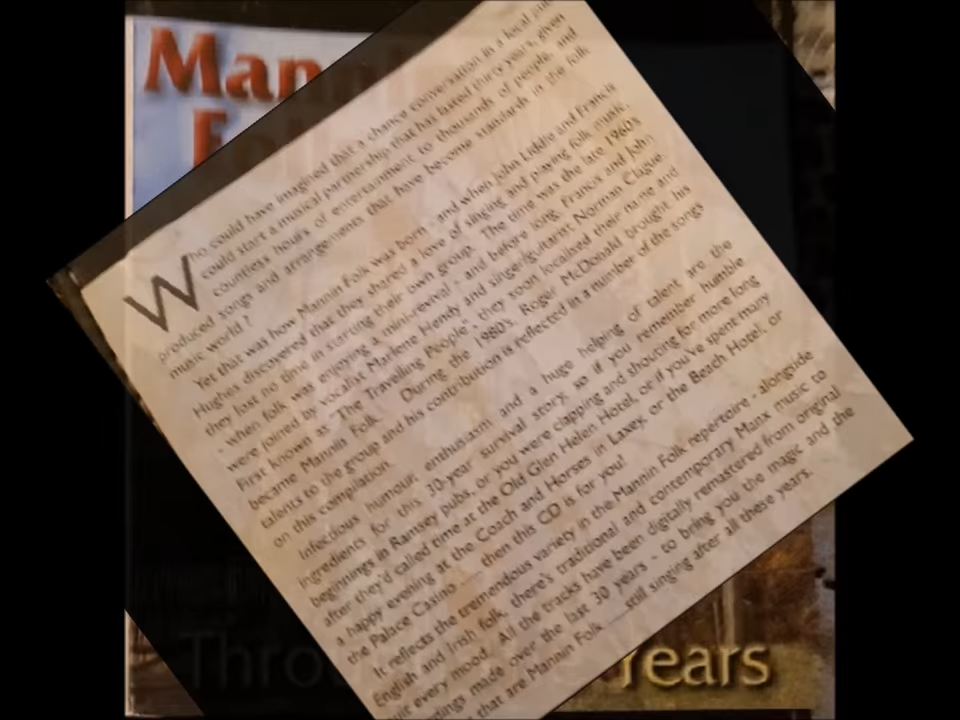 Mannin
Folk
Who could have imagined that a chance conversation in a local pub
could start a musical partnership that has lasted thirty years, given
countless hours of entertainment to thousands of people, and
produced songs and arrangements that have become standards in the folk
music world ?
Yet that was how Mannin Folk was born - and when John Liddle and Francis
Hughes discovered that they shared a love of singing and playing folk music,
they lost no time in starting their own group. The time was the late 1960's
when folk was enjoying a "mini-revival" - and before long, Francis and John
were joined by vocalist Marlene Hendy and singer/guitarist Norman Clague.
First known as "The Travelling People", they soon localised their name and
became Mannin Folk. During the 1980's, Roger McDonald brought his
talents to the group and his contribution is reflected in a number of the songs
on this compilation.
Infectious humour, enthusiasm and a huge helping of talent are the
ingredients for this 30-year survival story, so if you remember humble
beginnings in Ramsey pubs, or you were clapping and shouting for more long
after they'd called time at the Old Glen Helen Hotel, or if you've spent many
a happy evening at the Coach and Horses in Laxey, or the Beach Hotel, or
the Palace Casino ... then this CD is for you!
It reflects the tremendous variety in the Mannin Folk repertoire - alongside
English and Irish folk, there's traditional and contemporary Manx music to
suit every mood. All the tracks have been digitally remastered from original
made over the last 30 years - to bring you the magic and the
that are Mannin Folk ... still singing after all these years.
Through Years